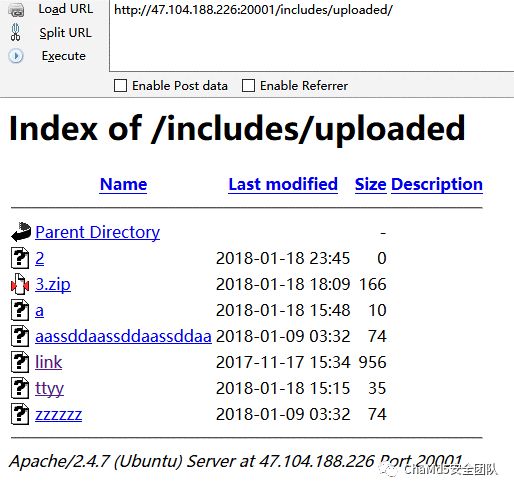 Load URL
http://47.104.188.226:20001/includes/uploaded/
Split URL
Execute
Enable Post data Enable Referrer
Index of /includes/uploaded
Name Last modified Size Description
Parent Directory -
2 2018-01-18 23:45 0
3.zip 2018-01-18 18:09 166
a 2018-01-18 15:48 10
aassddaassddaassddaa 2018-01-09 03:32 74
link 2017-11-17 15:34 956
ttyy 2018-01-18 15:15 35
zzzzzz 2018-01-09 03:32 74
Apache/2.4.7 (Ubuntu) Server at 47.104.188.226 Port 20001
ChaMd5安全团队